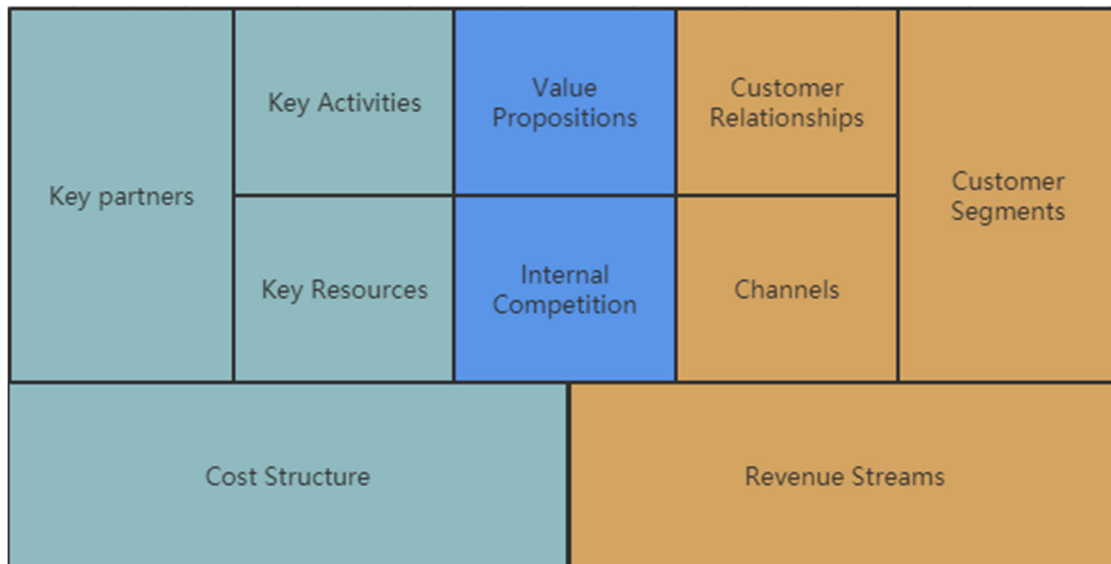 Key partners
Key Activities
Key Resources
Value
Propositions
Internal
Competition
Customer
Relationships
Channels
Customer
Segments
Cost Structure
Revenue Streams